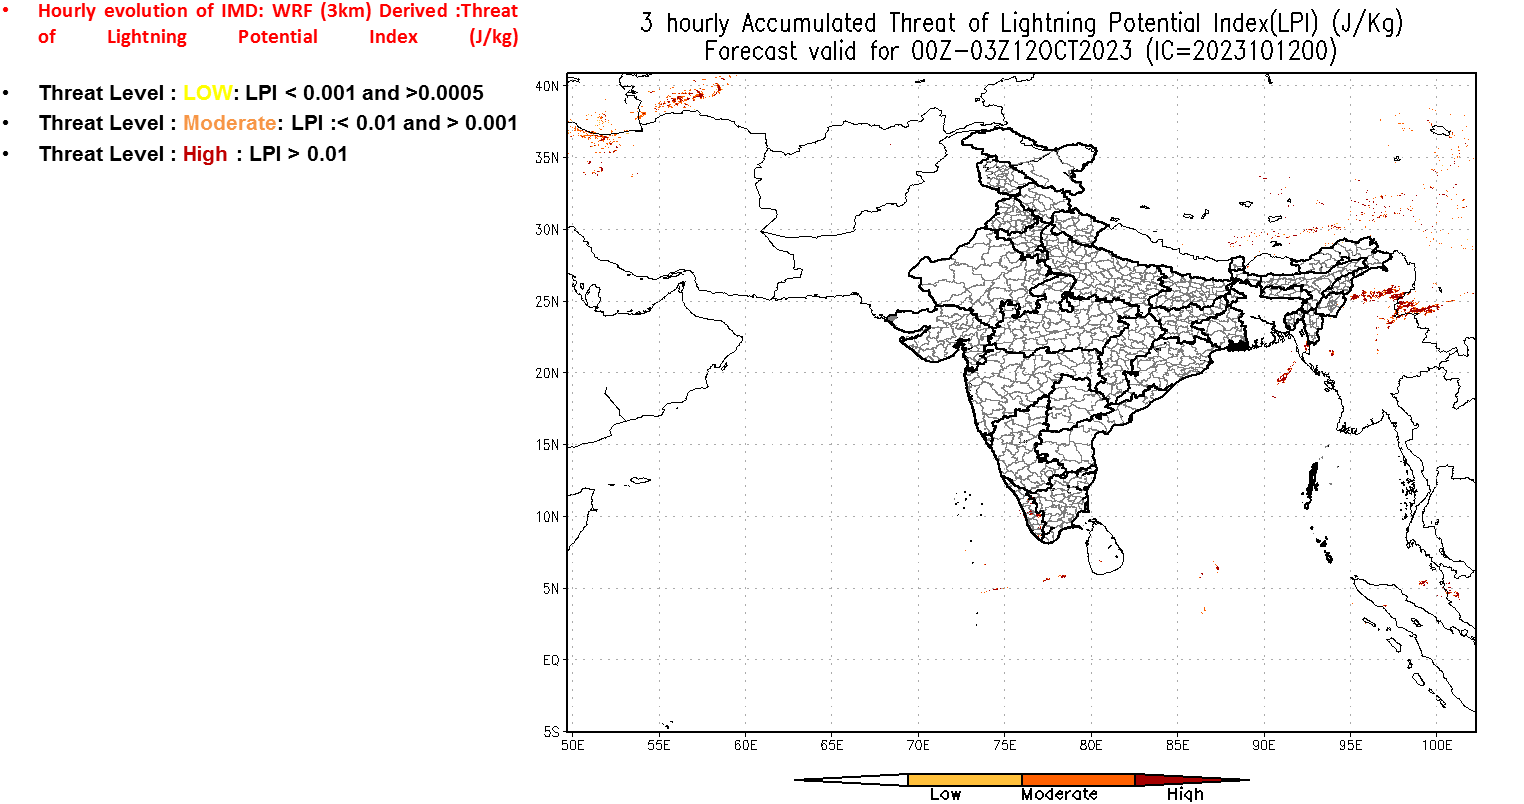 • Hourly evolution of IMD: WRF (3km) Derived :Threat
of Lightning Potential Index (J/kg)
• Threat Level : LOW: LPI < 0.001 and >0.0005
• Threat Level : Moderate: LPI :< 0.01 and > 0.001
• Threat Level : High : LPI > 0.01
3 hourly Accumulated Threat of Lightning Potential Index(LPI) (J/Kg)
Forecast valid for 00Z-03Z12OCT2023 (IC=2023101200)
40N
35N
30N
25N
20N
15N
10N
5N
EQ
5S
50E 55E 60E 65E 70E 75E 80E 85E 90E 95E 100E
Low Moderate High